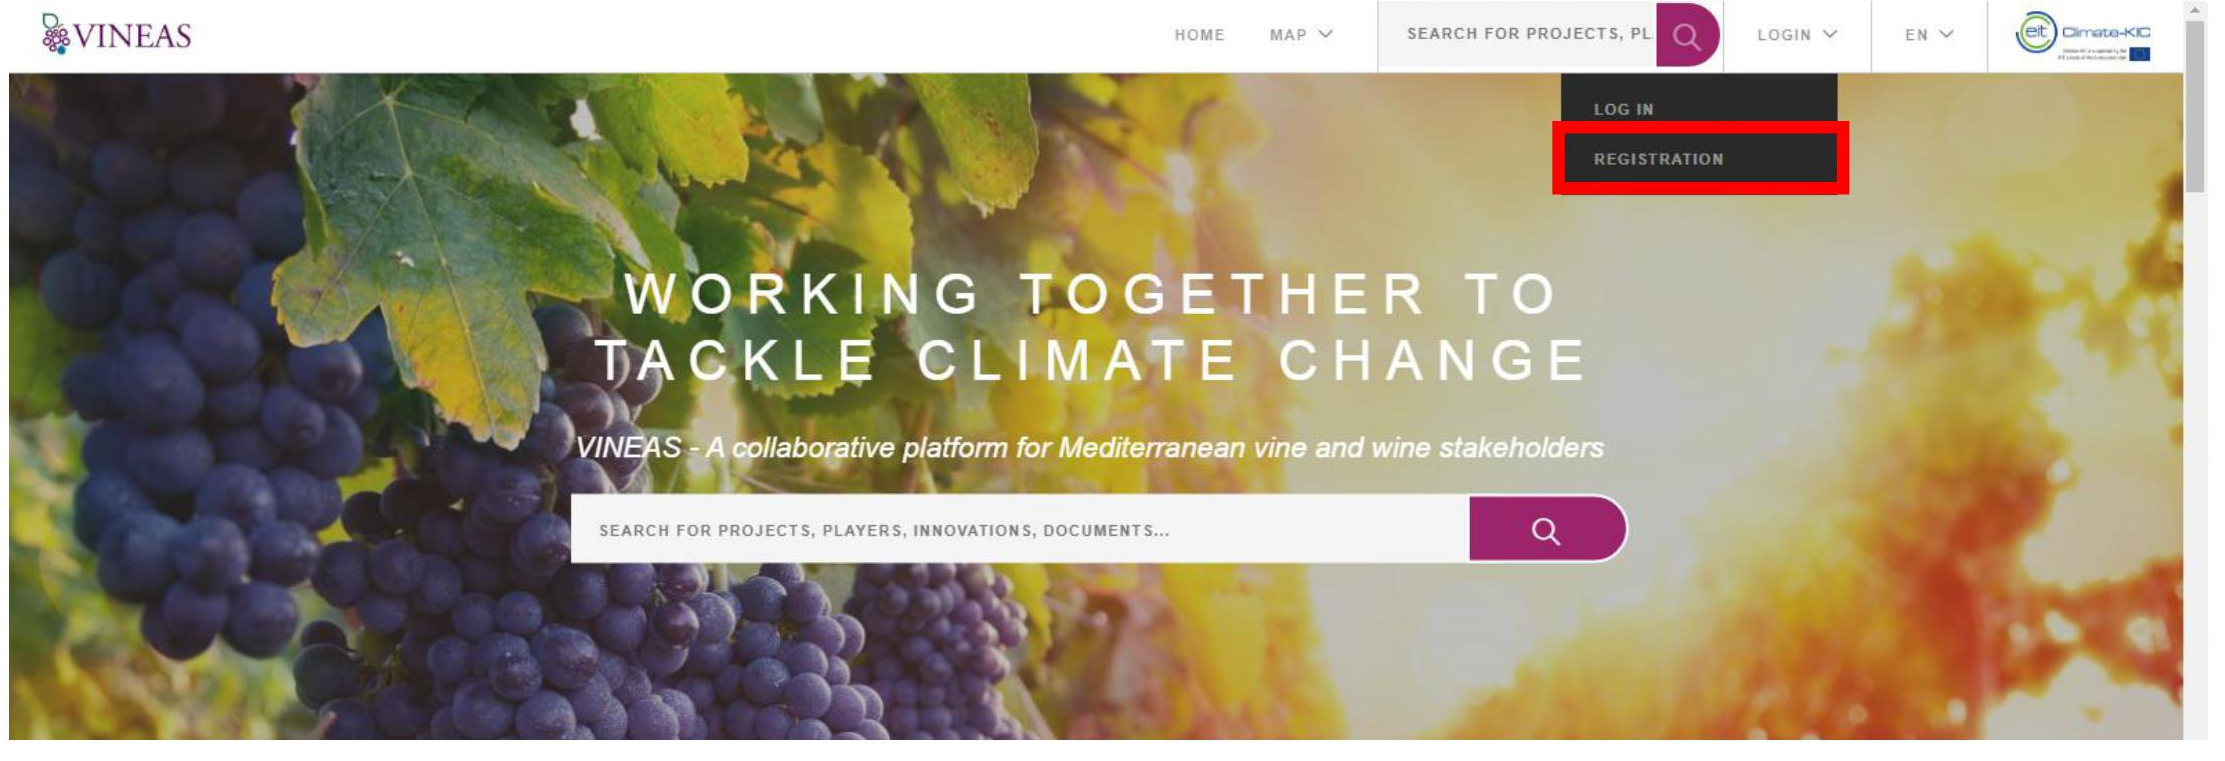 VINEAS
HOME
MAP
SEARCH FOR PROJECTS, PL
LOGIN
EN
eit Climate-KIC
LOG IN
REGISTRATION
WORKING TOGETHER TO
TACKLE CLIMATE CHANGE
VINEAS - A collaborative platform for Mediterranean vine and wine stakeholders
SEARCH FOR PROJECTS, PLAYERS, INNOVATIONS, DOCUMENTS...